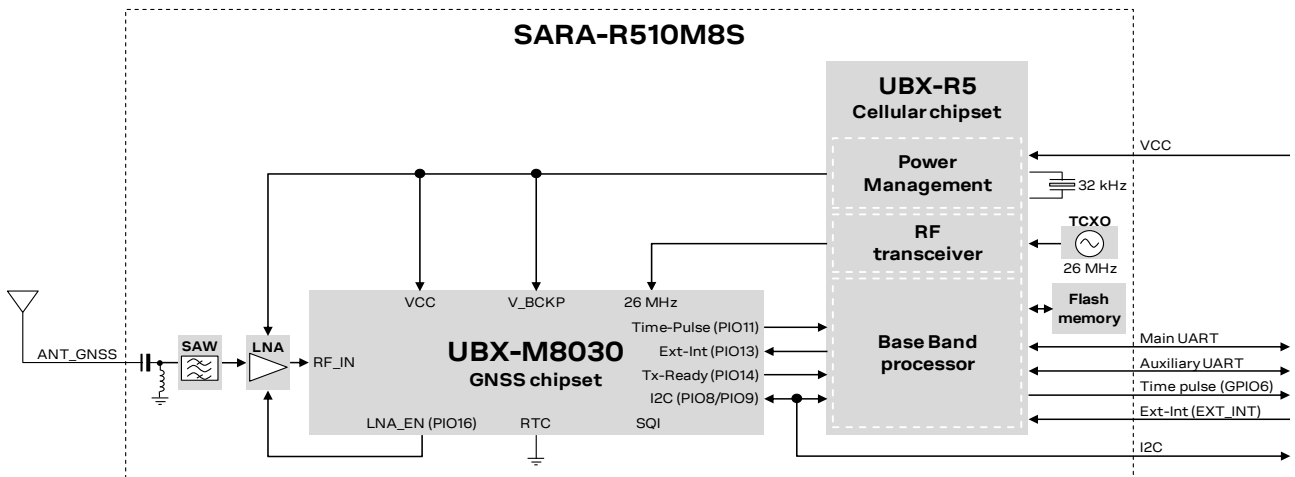 SARA-R510M8S
UBX-R5
Cellular chipset
VCC
Power
Management
32 kHz
TCXO
RF
transceiver
26 MHz
VCC
V_BCKP
26 MHz
Flash
memory
Time-Pulse (PIO11)
SAW
LNA
Main UART
ANT_GNSS
RF_IN
UBX-M8030
GNSS chipset
Ext-Int (PIO13)
Base Band
processor
Auxiliary UART
Tx-Ready (PIO14)
Time pulse (GPIO6)
I2C (PIO8/PIO9)
Ext-Int (EXT_INT)
LNA_EN (PIO16)
RTC
SQI
I2C